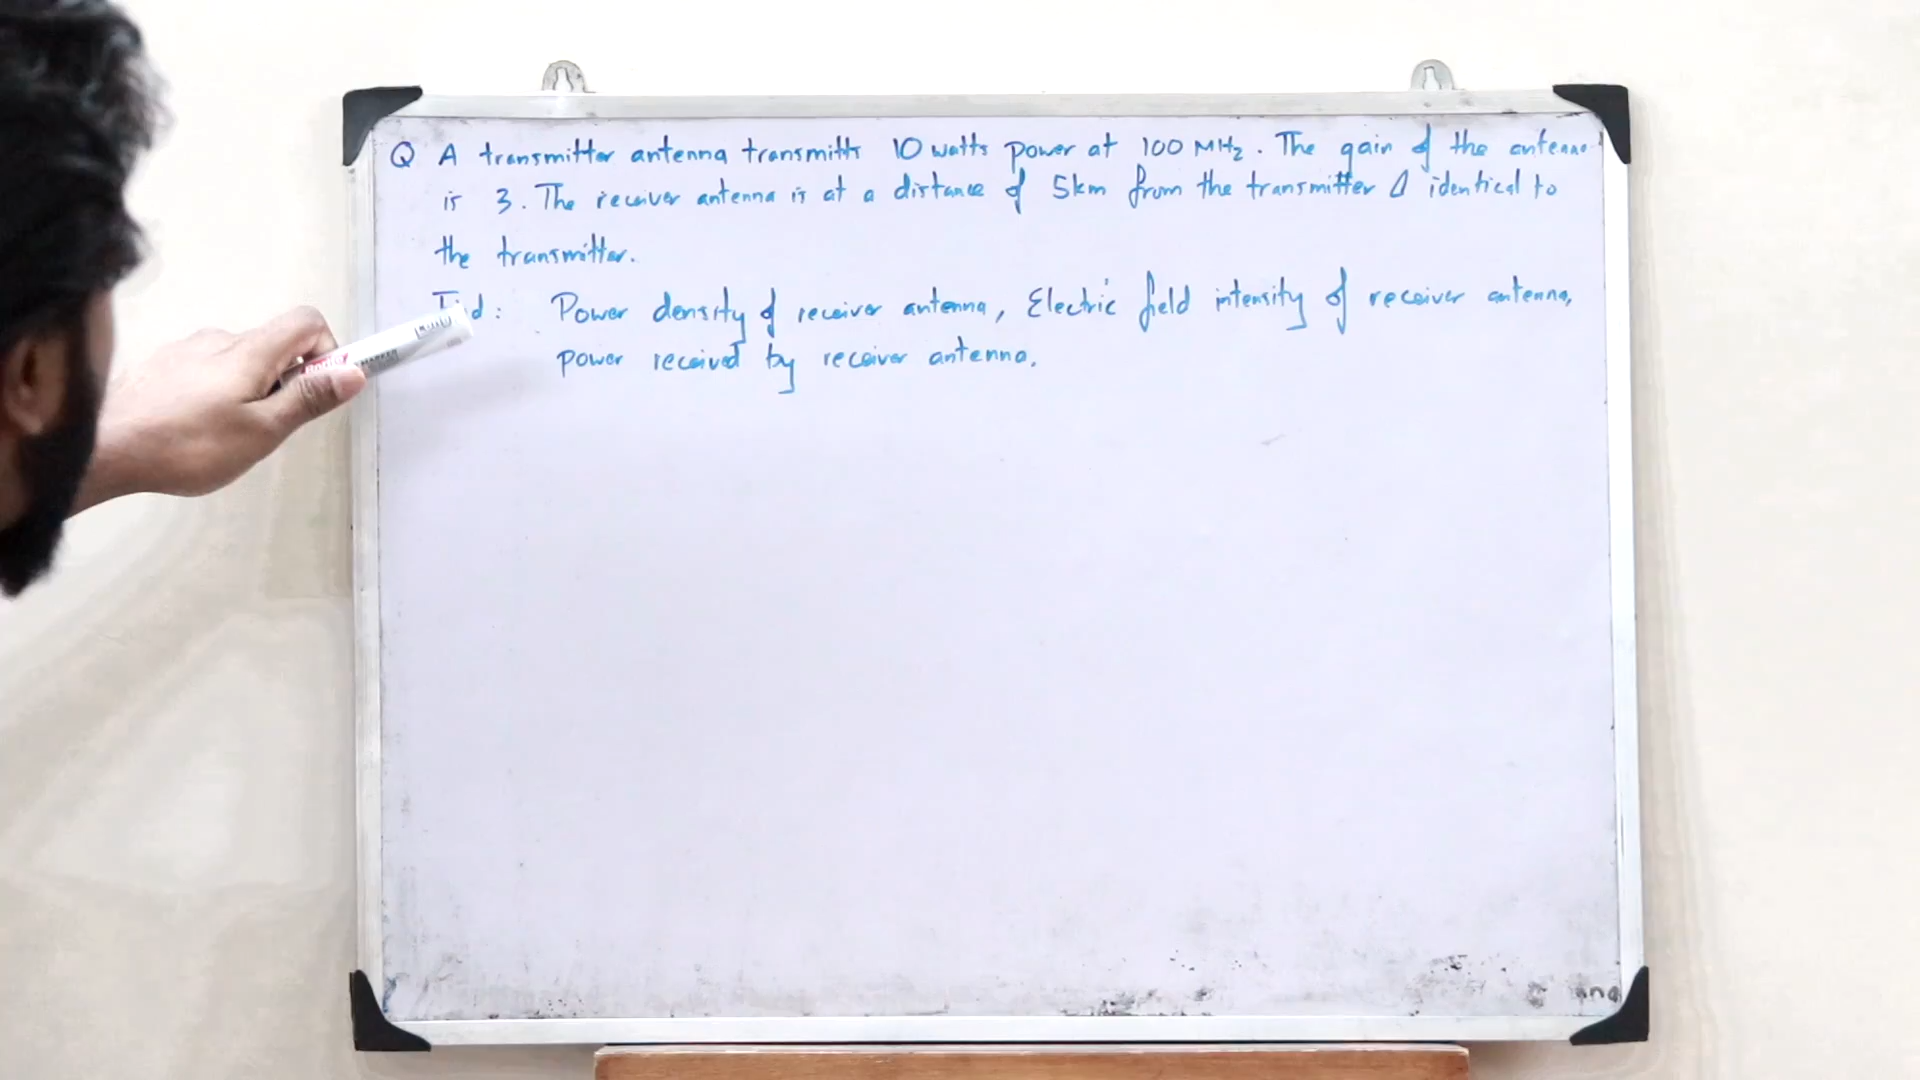 Q A transmitter antenna transmitts 10 watts power at 100 MHz. The gain of the antenna
is 3. The reciver antenna is at a distance of 5km from the transmitter & identical to
the transmitter.
Power density of receiver antenna, Electric field intensity of receiver antenna,
power received by receiver antenna.